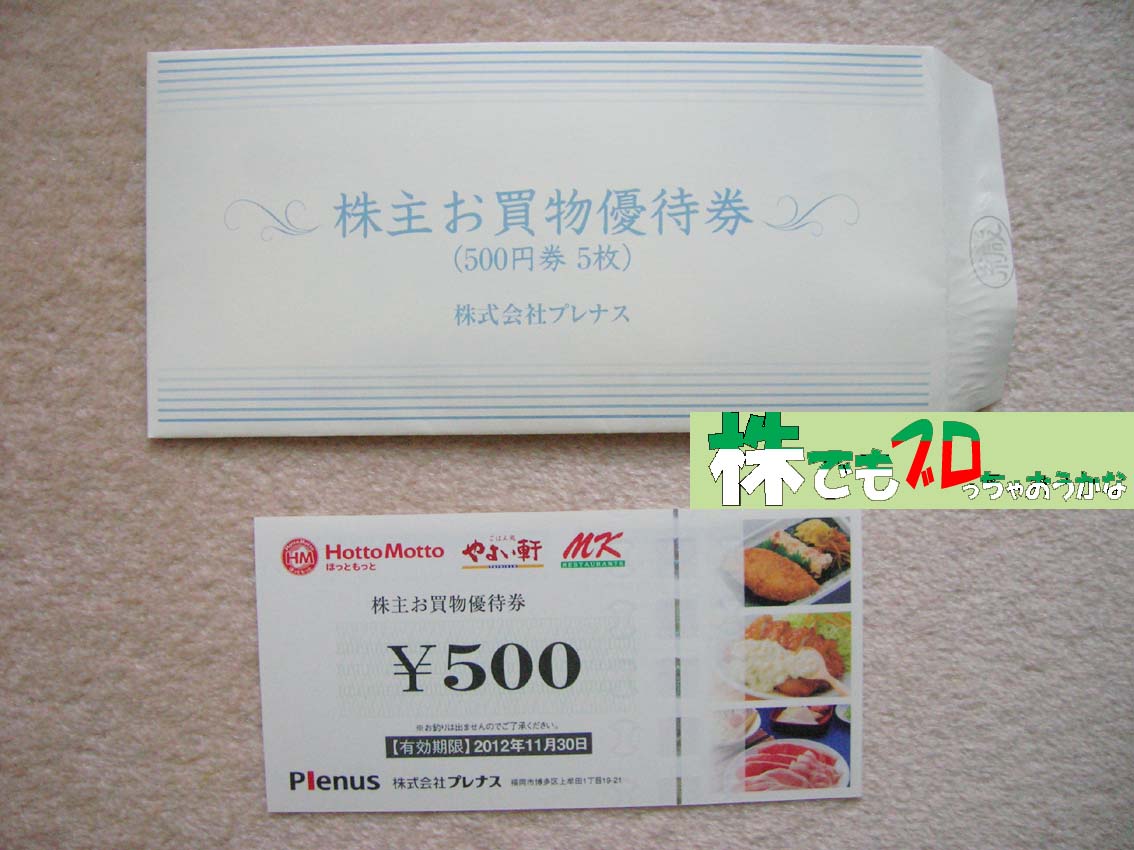 株主お買物優待券
(500円券 5枚)
株式会社プレナス
株でもブロっちゃおうかな
HM HottoMotto
ほっともっと
ごはん処
やよい軒
YAYOIKEN
MK
RESTAURANTS
株主お買物優待券
¥500
※お釣りは出ませんのでご了承ください。
【有効期限】2012年11月30日
Plenus 株式会社プレナス 福岡市博多区上牟田1丁目19-21